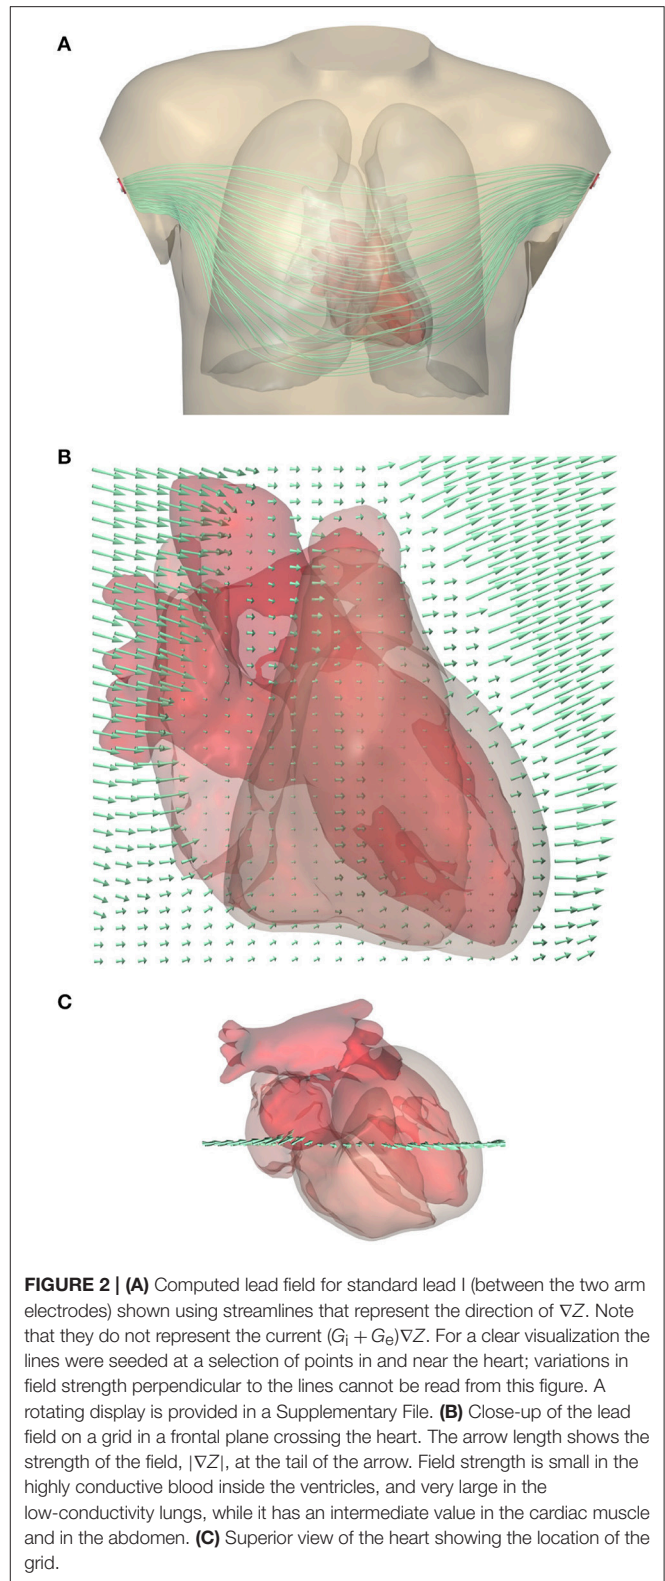 A
B
C
FIGURE 2 | (A) Computed lead field for standard lead I (between the two arm
electrodes) shown using streamlines that represent the direction of ∇Z. Note
that they do not represent the current (Gi + Ge)∇Z. For a clear visualization the
lines were seeded at a selection of points in and near the heart; variations in
field strength perpendicular to the lines cannot be read from this figure. A
rotating display is provided in a Supplementary File. (B) Close-up of the lead
field on a grid in a frontal plane crossing the heart. The arrow length shows the
strength of the field, |∇Z|, at the tail of the arrow. Field strength is small in the
highly conductive blood inside the ventricles, and very large in the
low-conductivity lungs, while it has an intermediate value in the cardiac muscle
and in the abdomen. (C) Superior view of the heart showing the location of the
grid.